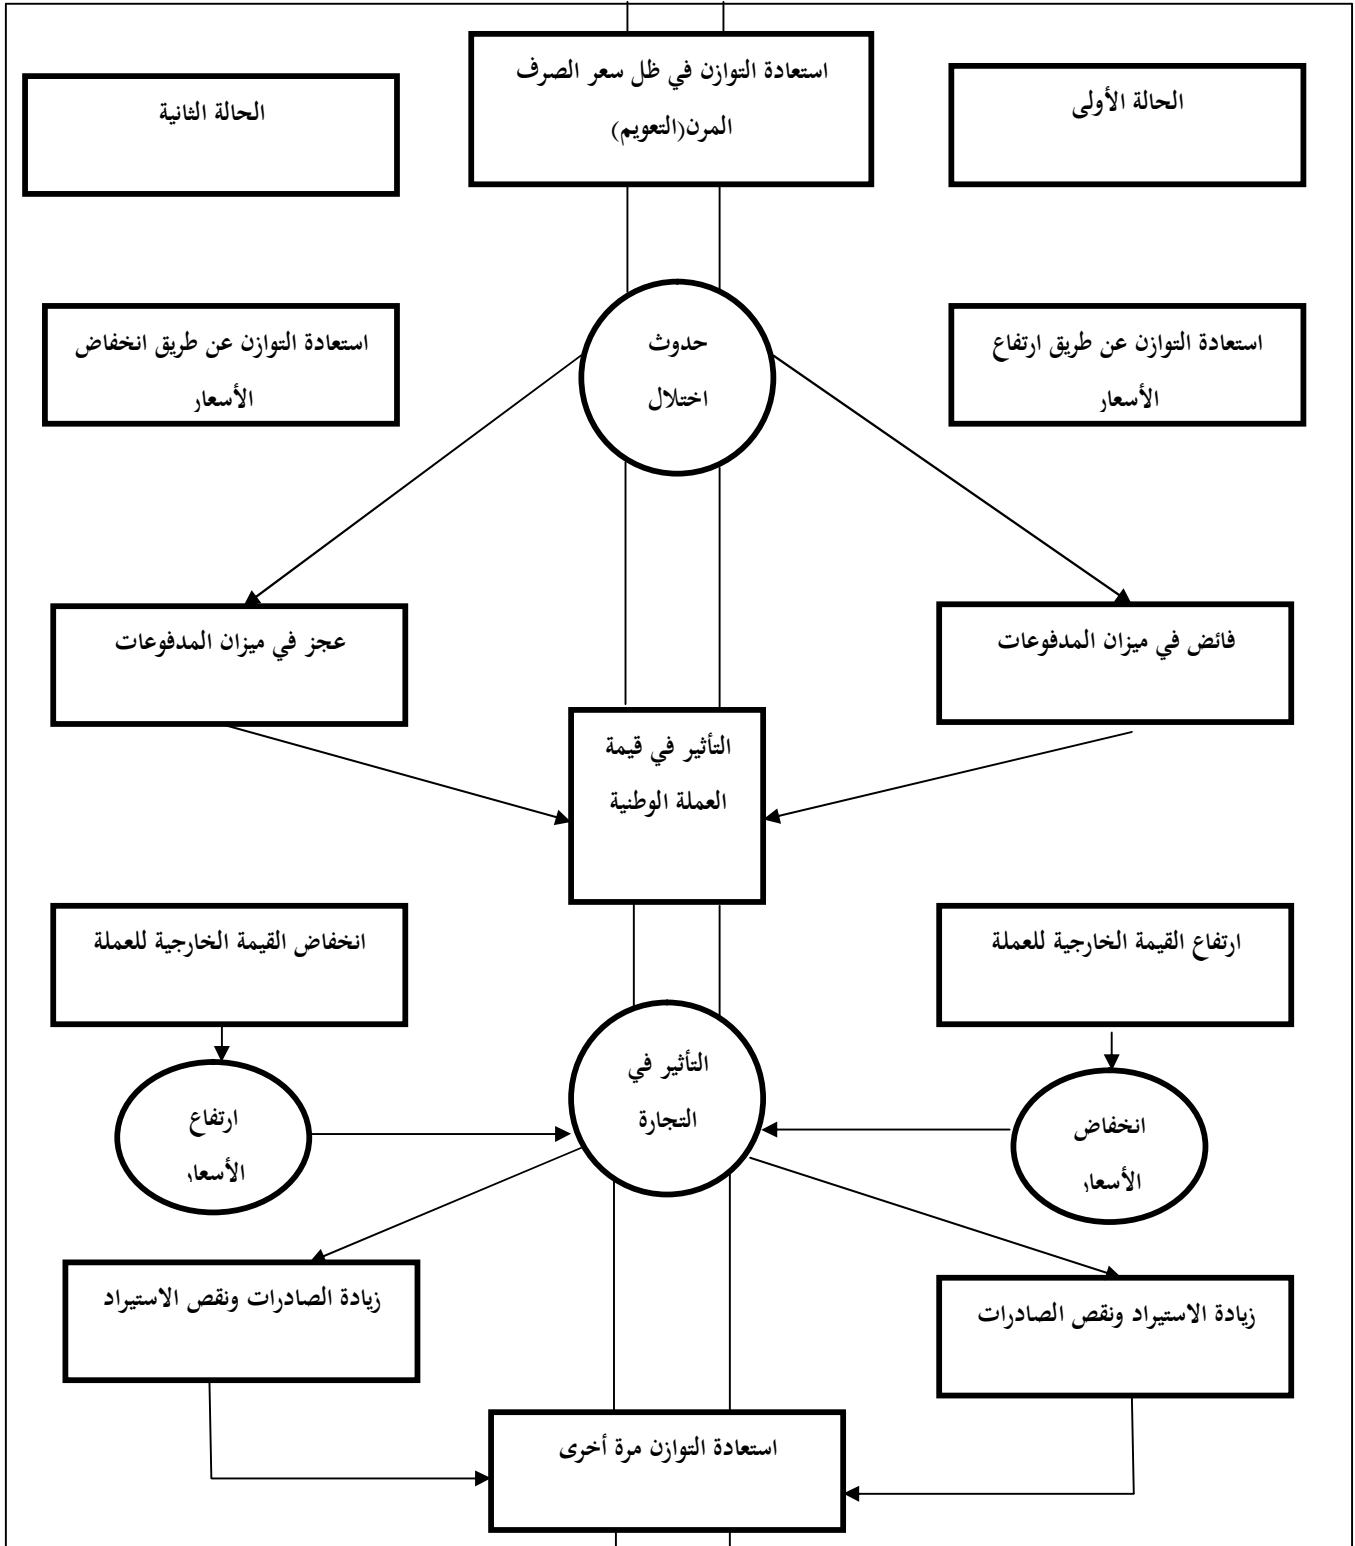 استعادة التوازن في ظل سعر الصرف
المرن(التعويم)
الحالة الأولى
الحالة الثانية
حدوث
اختلال
استعادة التوازن عن طريق ارتفاع
الأسعار
استعادة التوازن عن طريق انخفاض
الأسعار
فائض في ميزان المدفوعات
عجز في ميزان المدفوعات
التأثير في قيمة
العملة الوطنية
ارتفاع القيمة الخارجية للعملة
انخفاض القيمة الخارجية للعملة
التأثير في
التجارة
انخفاض
الأسعار
ارتفاع
الأسعار
زيادة الاستيراد ونقص الصادرات
زيادة الصادرات ونقص الاستيراد
استعادة التوازن مرة أخرى